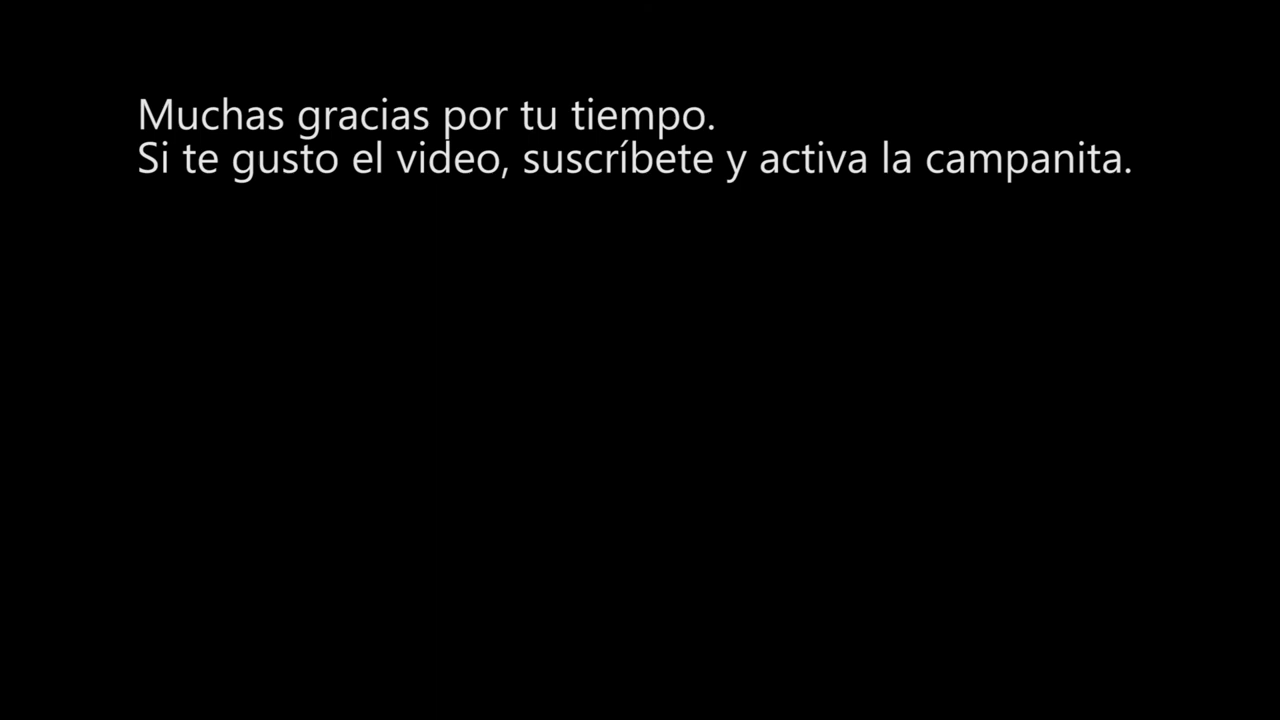 Muchas gracias por tu tiempo.
Si te gusto el video, suscríbete y activa la campanita.